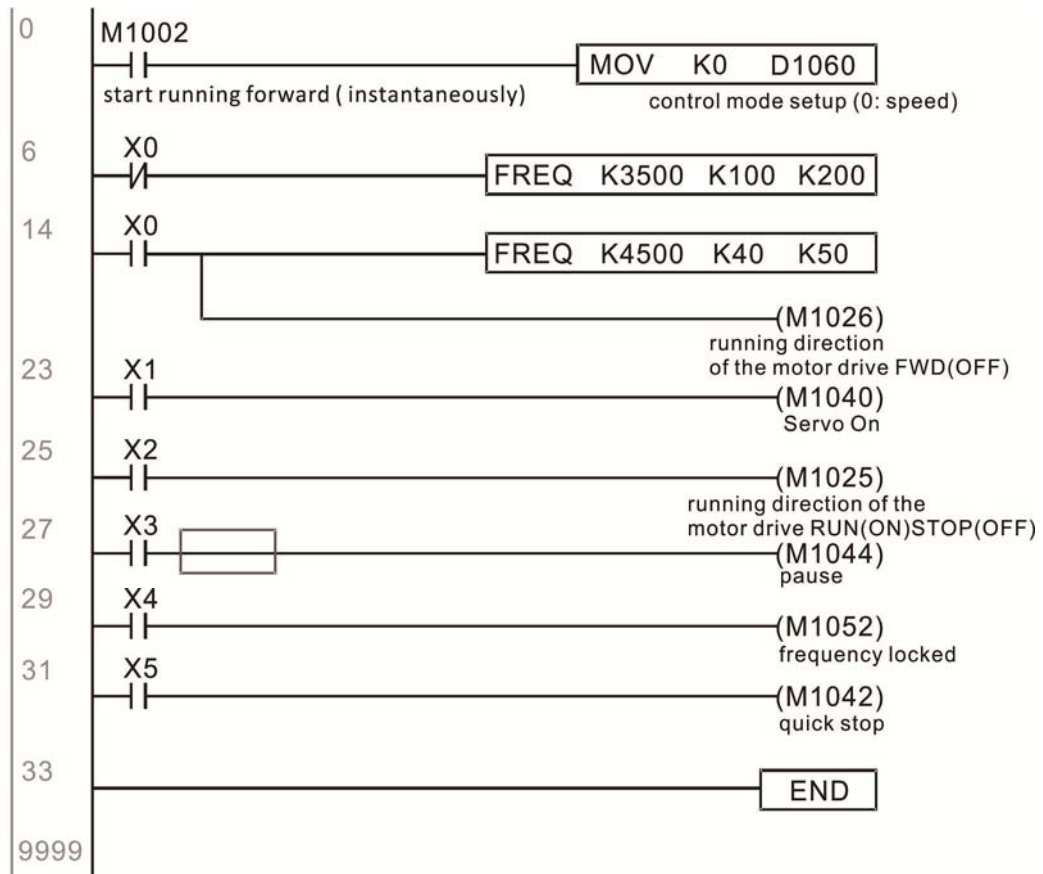 0
M1002
MOV K0 D1060
start running forward ( instantaneously)
control mode setup (0: speed)
6
X0
FREQ K3500 K100 K200
14
X0
FREQ K4500 K40 K50
(M1026)
running direction
of the motor drive FWD(OFF)
23
X1
(M1040)
Servo On
25
X2
(M1025)
running direction of the
motor drive RUN(ON)STOP(OFF)
27
X3
(M1044)
pause
29
X4
(M1052)
frequency locked
31
X5
(M1042)
quick stop
33
END
9999